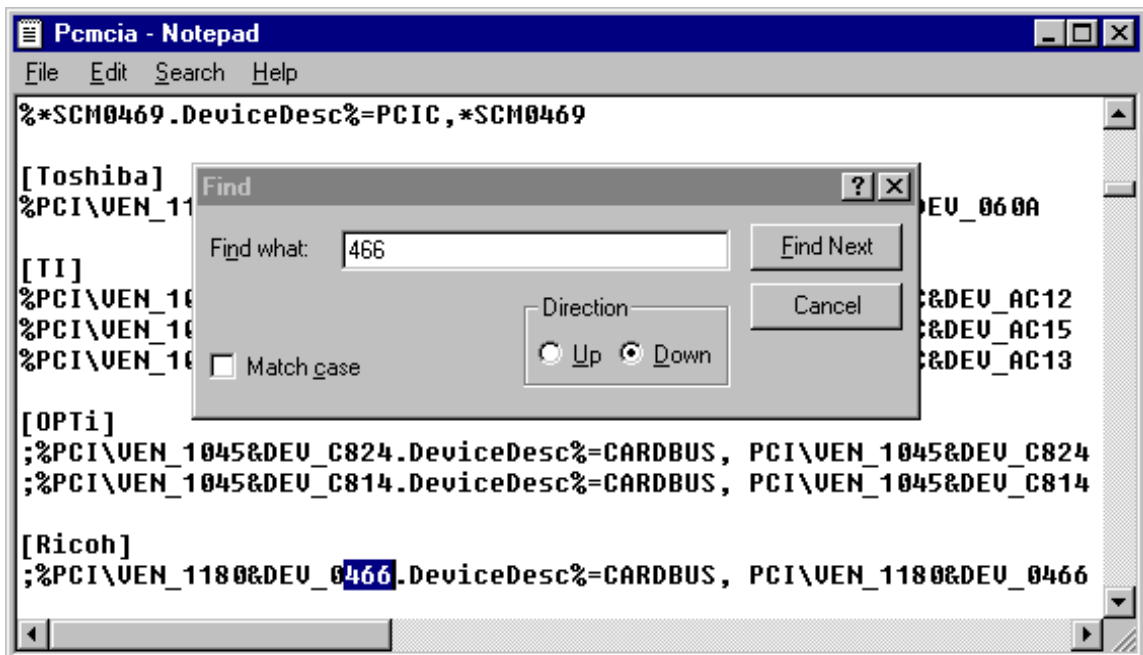 Pcmcia - Notepad
File Edit Search Help
%*SCM0469.DeviceDesc%=PCIC,*SCM0469
[Toshiba]
%PCI\VEN_11
DEV_060A
[TI]
%PCI\VEN_10
C&DEV_AC12
%PCI\VEN_10
C&DEV_AC15
%PCI\VEN_10
C&DEV_AC13
Find
Find what: 466 Find Next
Direction Cancel
Match case Up Down
[OPTi]
;%PCI\VEN_1045&DEV_C824.DeviceDesc%=CARDBUS, PCI\VEN_1045&DEV_C824
;%PCI\VEN_1045&DEV_C814.DeviceDesc%=CARDBUS, PCI\VEN_1045&DEV_C814
[Ricoh]
;%PCI\VEN_1180&DEV_0466.DeviceDesc%=CARDBUS, PCI\VEN_1180&DEV_0466